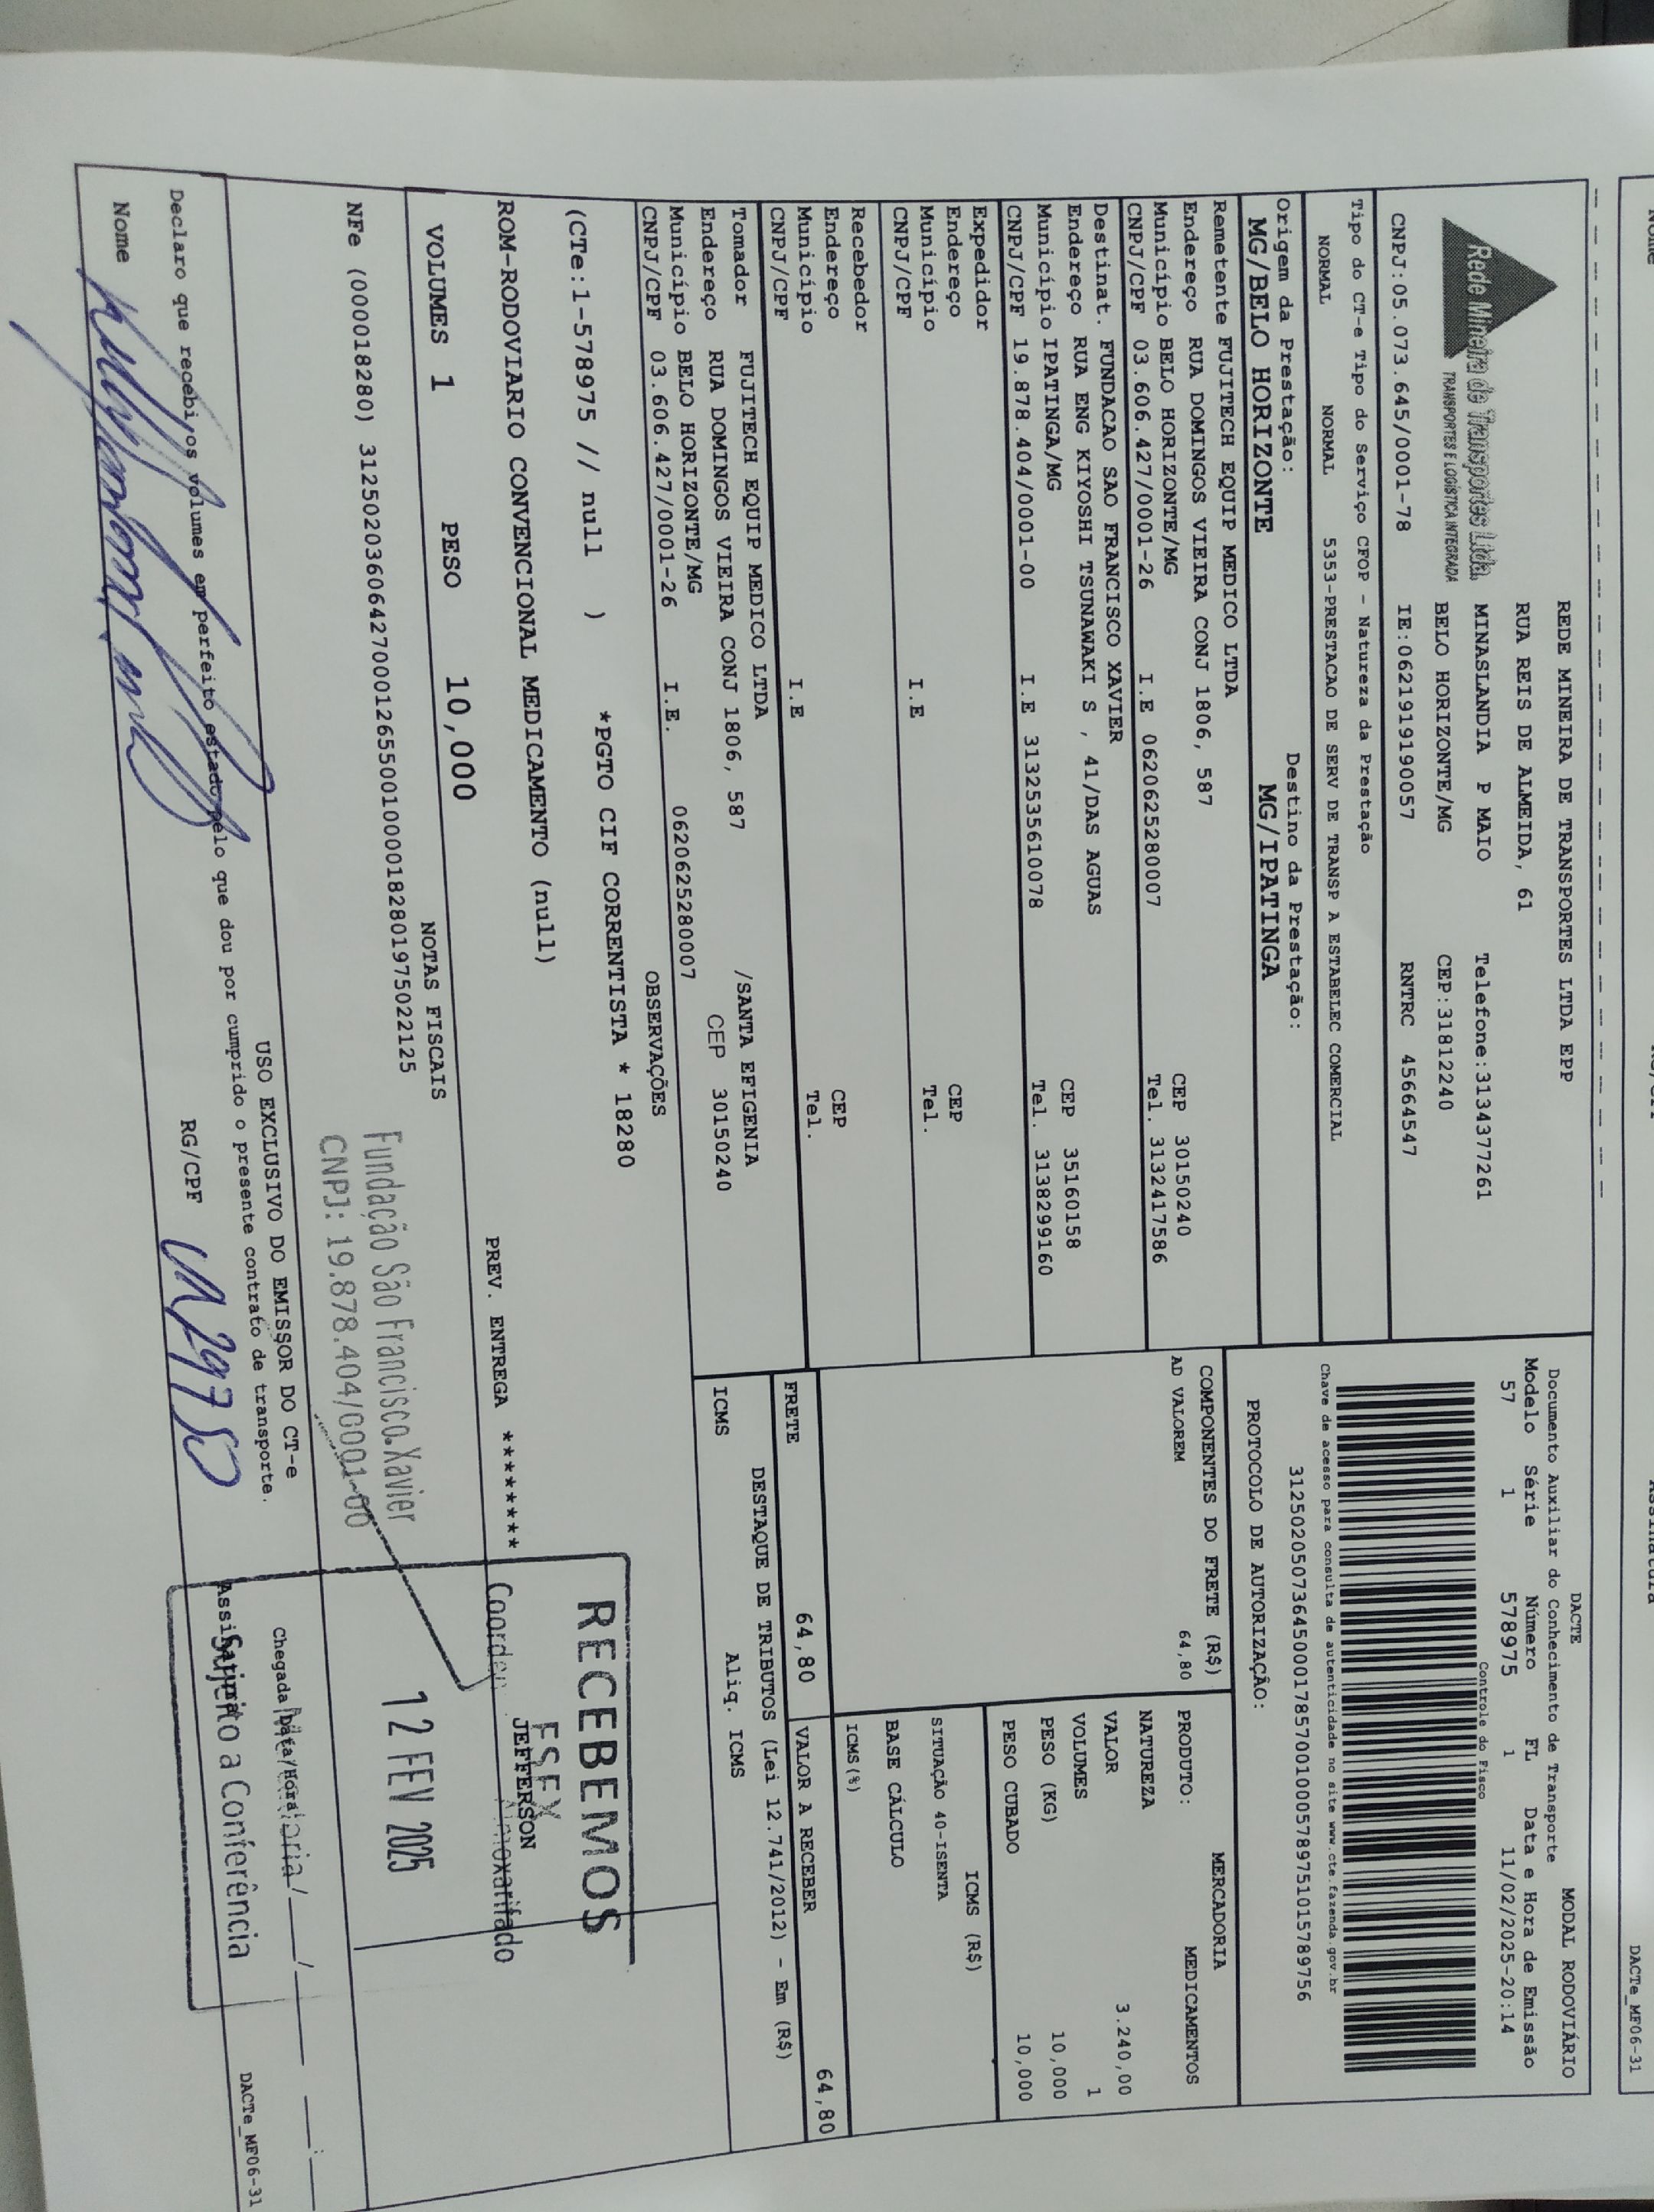 DACTe_MF06-31
Rede Mineira de Transportes Ltda.
TRANSPORTES E LOGÍSTICA INTEGRADA
REDE MINEIRA DE TRANSPORTES LTDA EPP
RUA REIS DE ALMEIDA, 61
MINASLANDIA P MAIO Telefone:3134377261
BELO HORIZONTE/MG CEP:31812240
CNPJ:05.073.645/0001-78 IE:0621919190057 RNTRC 45664547
DACTE MODAL RODOVIÁRIO
Documento Auxiliar do Conhecimento de Transporte
Modelo Série Número FL Data e Hora de Emissão
57 1 578975 1 11/02/2025-20:14
Controle do Fisco
Chave de acesso para consulta de autenticidade no site www.cte.fazenda.gov.br
31250205073645000178570010005789751015789756
PROTOCOLO DE AUTORIZAÇÃO:
Tipo do CT-e Tipo do Serviço CFOP - Natureza da Prestação
NORMAL NORMAL 5353-PRESTACAO DE SERV DE TRANSP A ESTABELEC COMERCIAL
Origem da Prestação: Destino da Prestação:
MG/BELO HORIZONTE MG/IPATINGA
Remetente FUJITECH EQUIP MEDICO LTDA
Endereço RUA DOMINGOS VIEIRA CONJ 1806, 587 CEP 30150240
Município BELO HORIZONTE/MG Tel. 3132417586
CNPJ/CPF 03.606.427/0001-26 I.E 0620625280007
Destinat. FUNDACAO SAO FRANCISCO XAVIER
Endereço RUA ENG KIYOSHI TSUNAWAKI S , 41/DAS AGUAS CEP 35160158
Município IPATINGA/MG Tel. 3138299160
CNPJ/CPF 19.878.404/0001-00 I.E 3132535610078
Expedidor
Endereço CEP
Município Tel.
CNPJ/CPF I.E
Recebedor
Endereço CEP
Município Tel.
CNPJ/CPF I.E
Tomador FUJITECH EQUIP MEDICO LTDA
Endereço RUA DOMINGOS VIEIRA CONJ 1806, 587 /SANTA EFIGENIA
Município BELO HORIZONTE/MG CEP 30150240
CNPJ/CPF 03.606.427/0001-26 I.E. 0620625280007
COMPONENTES DO FRETE (R$)
AD VALOREM 64,80
MERCADORIA
PRODUTO: MEDICAMENTOS
NATUREZA
VALOR 3.240,00
VOLUMES 1
PESO (KG) 10,000
PESO CUBADO 10,000
ICMS (R$)
SITUAÇÃO 40-ISENTA
BASE CÁLCULO
ICMS(%)
FRETE 64,80 VALOR A RECEBER 64,80
DESTAQUE DE TRIBUTOS (Lei 12.741/2012) - Em (R$)
ICMS Aliq. ICMS
OBSERVAÇÕES
(CTe:1-578975 // null ) *PGTO CIF CORRENTISTA * 18280
ROM-RODOVIARIO CONVENCIONAL MEDICAMENTO (null)
PREV. ENTREGA ********
JEFFERSON
VOLUMES 1 PESO 10,000
NOTAS FISCAIS
NFe (000018280) 31250203606427000126550010000182801975022125
Fundação São Francisco Xavier
CNPJ: 19.878.404/0001-00
RECEBEMOS
FSFX
Almoxarifado
12 FEV 2025
Sujeito a Conferência
USO EXCLUSIVO DO EMISSOR DO CT-e
Declaro que recebi os volumes em perfeito estado pelo que dou por cumprido o presente contrato de transporte.
Nome RG/CPF
Chegada Data/Hora
Assinatura
DACTe_MF06-31